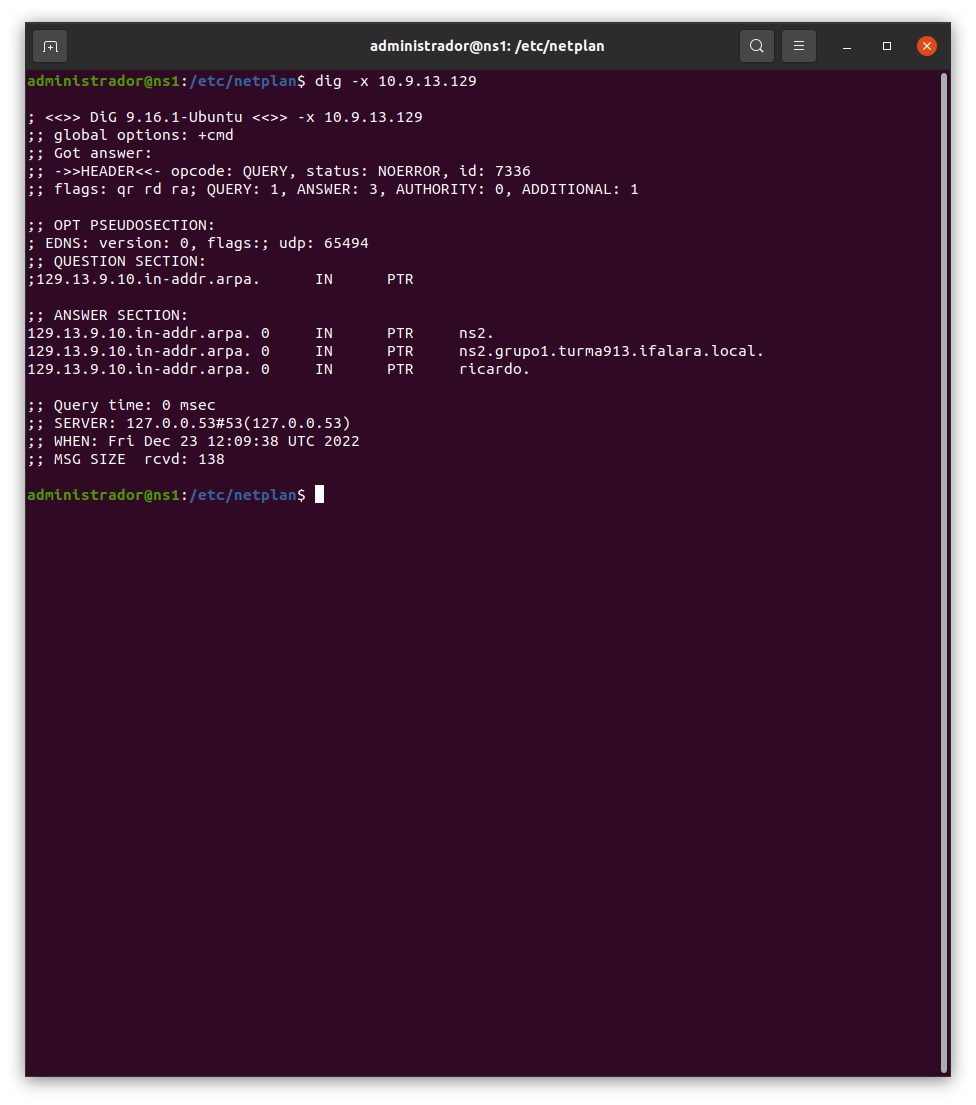 administrador@ns1: /etc/netplan
administrador@ns1:/etc/netplan$ dig -x 10.9.13.129
; <<>> DiG 9.16.1-Ubuntu <<>> -x 10.9.13.129
;; global options: +cmd
;; Got answer:
;; ->>HEADER<<- opcode: QUERY, status: NOERROR, id: 7336
;; flags: qr rd ra; QUERY: 1, ANSWER: 3, AUTHORITY: 0, ADDITIONAL: 1
;; OPT PSEUDOSECTION:
; EDNS: version: 0, flags:; udp: 65494
;; QUESTION SECTION:
;129.13.9.10.in-addr.arpa.      IN      PTR
;; ANSWER SECTION:
129.13.9.10.in-addr.arpa. 0     IN      PTR     ns2.
129.13.9.10.in-addr.arpa. 0     IN      PTR     ns2.grupo1.turma913.ifalara.local.
129.13.9.10.in-addr.arpa. 0     IN      PTR     ricardo.
;; Query time: 0 msec
;; SERVER: 127.0.0.53#53(127.0.0.53)
;; WHEN: Fri Dec 23 12:09:38 UTC 2022
;; MSG SIZE  rcvd: 138
administrador@ns1:/etc/netplan$